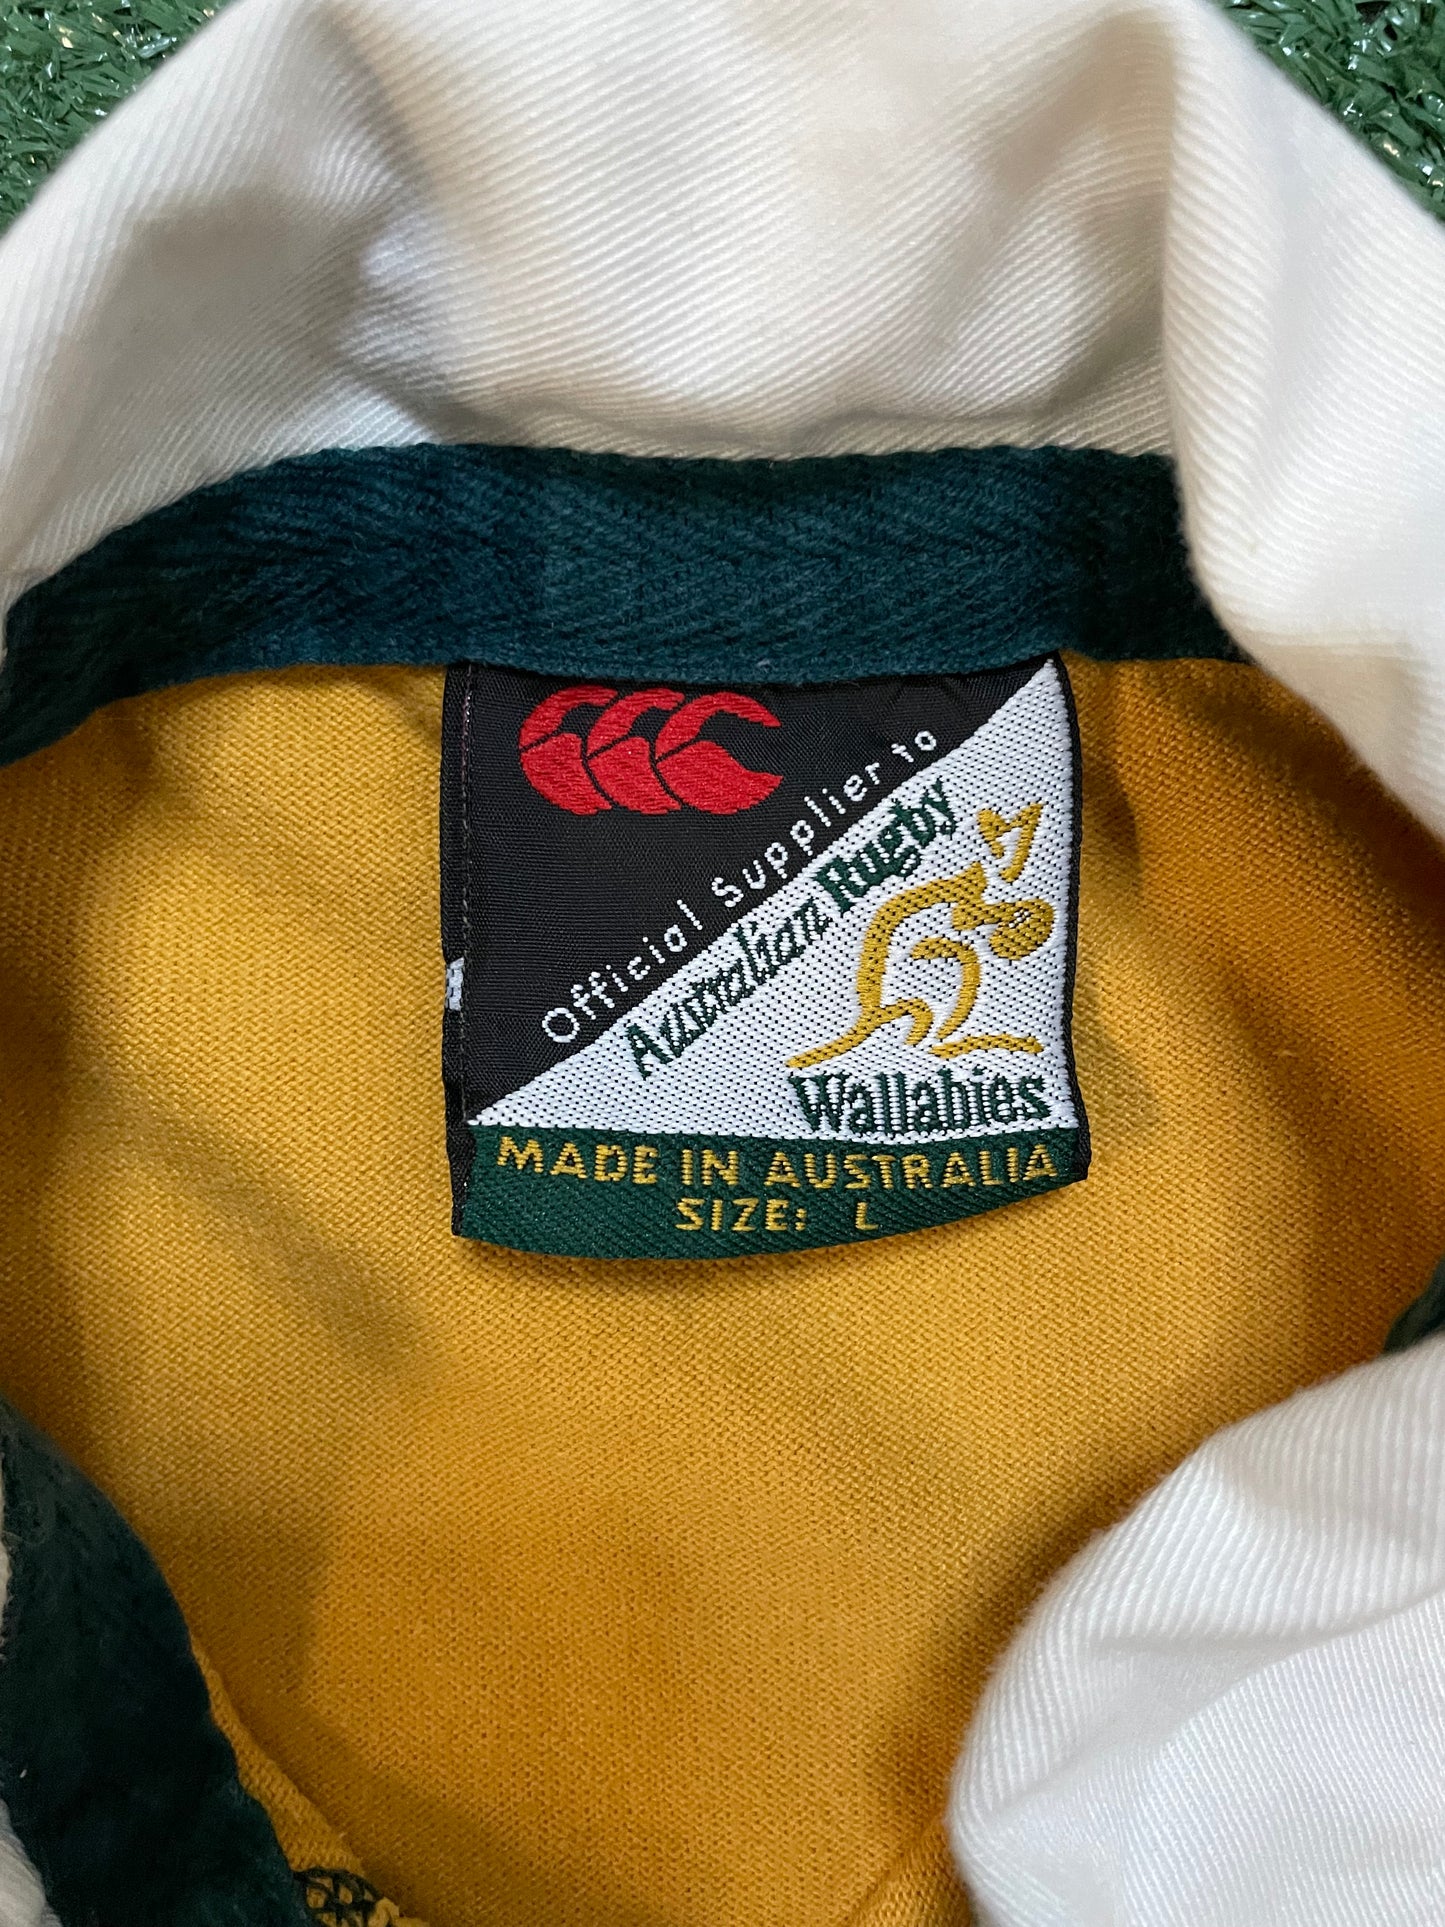 Official Supplier to
Australian Rugby
Wallabies
MADE IN AUSTRALIA
SIZE: L